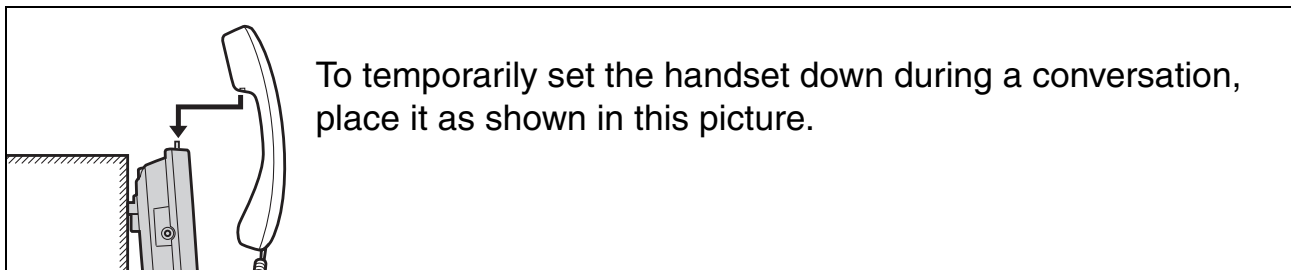 To temporarily set the handset down during a conversation,
place it as shown in this picture.